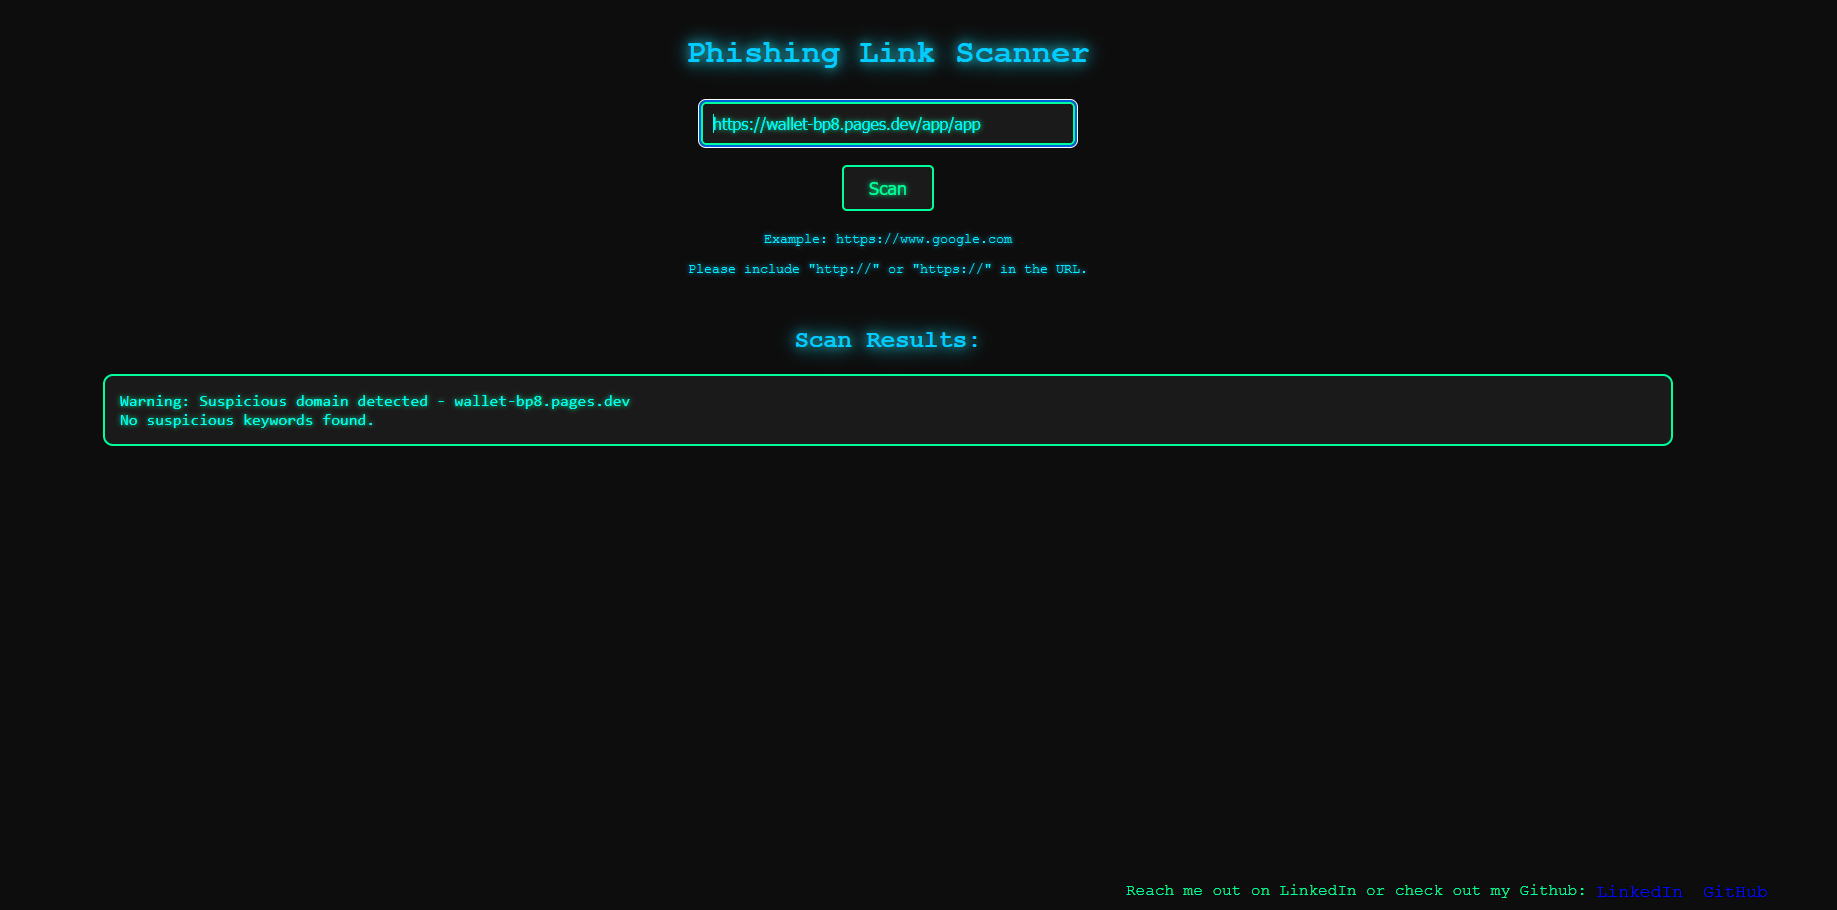 Phishing Link Scanner
https://wallet-bp8.pages.dev/app/app
Scan
Example: https://www.google.com
Please include "http://" or "https://" in the URL.
Scan Results:
Warning: Suspicious domain detected - wallet-bp8.pages.dev
No suspicious keywords found.
Reach me out on LinkedIn or check out my Github: LinkedIn GitHub